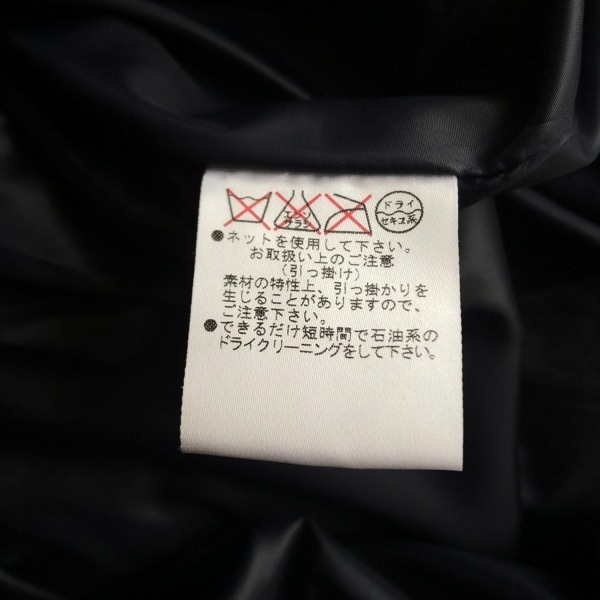 エンソ
サラシ
ドライ
セキユ系
●ネットを使用して下さい。
お取扱い上のご注意
(引っ掛け)
素材の特性上、引っ掛かりを
生じることがありますので、
ご注意下さい。
●できるだけ短時間で石油系の
ドライクリーニングをして下さい。